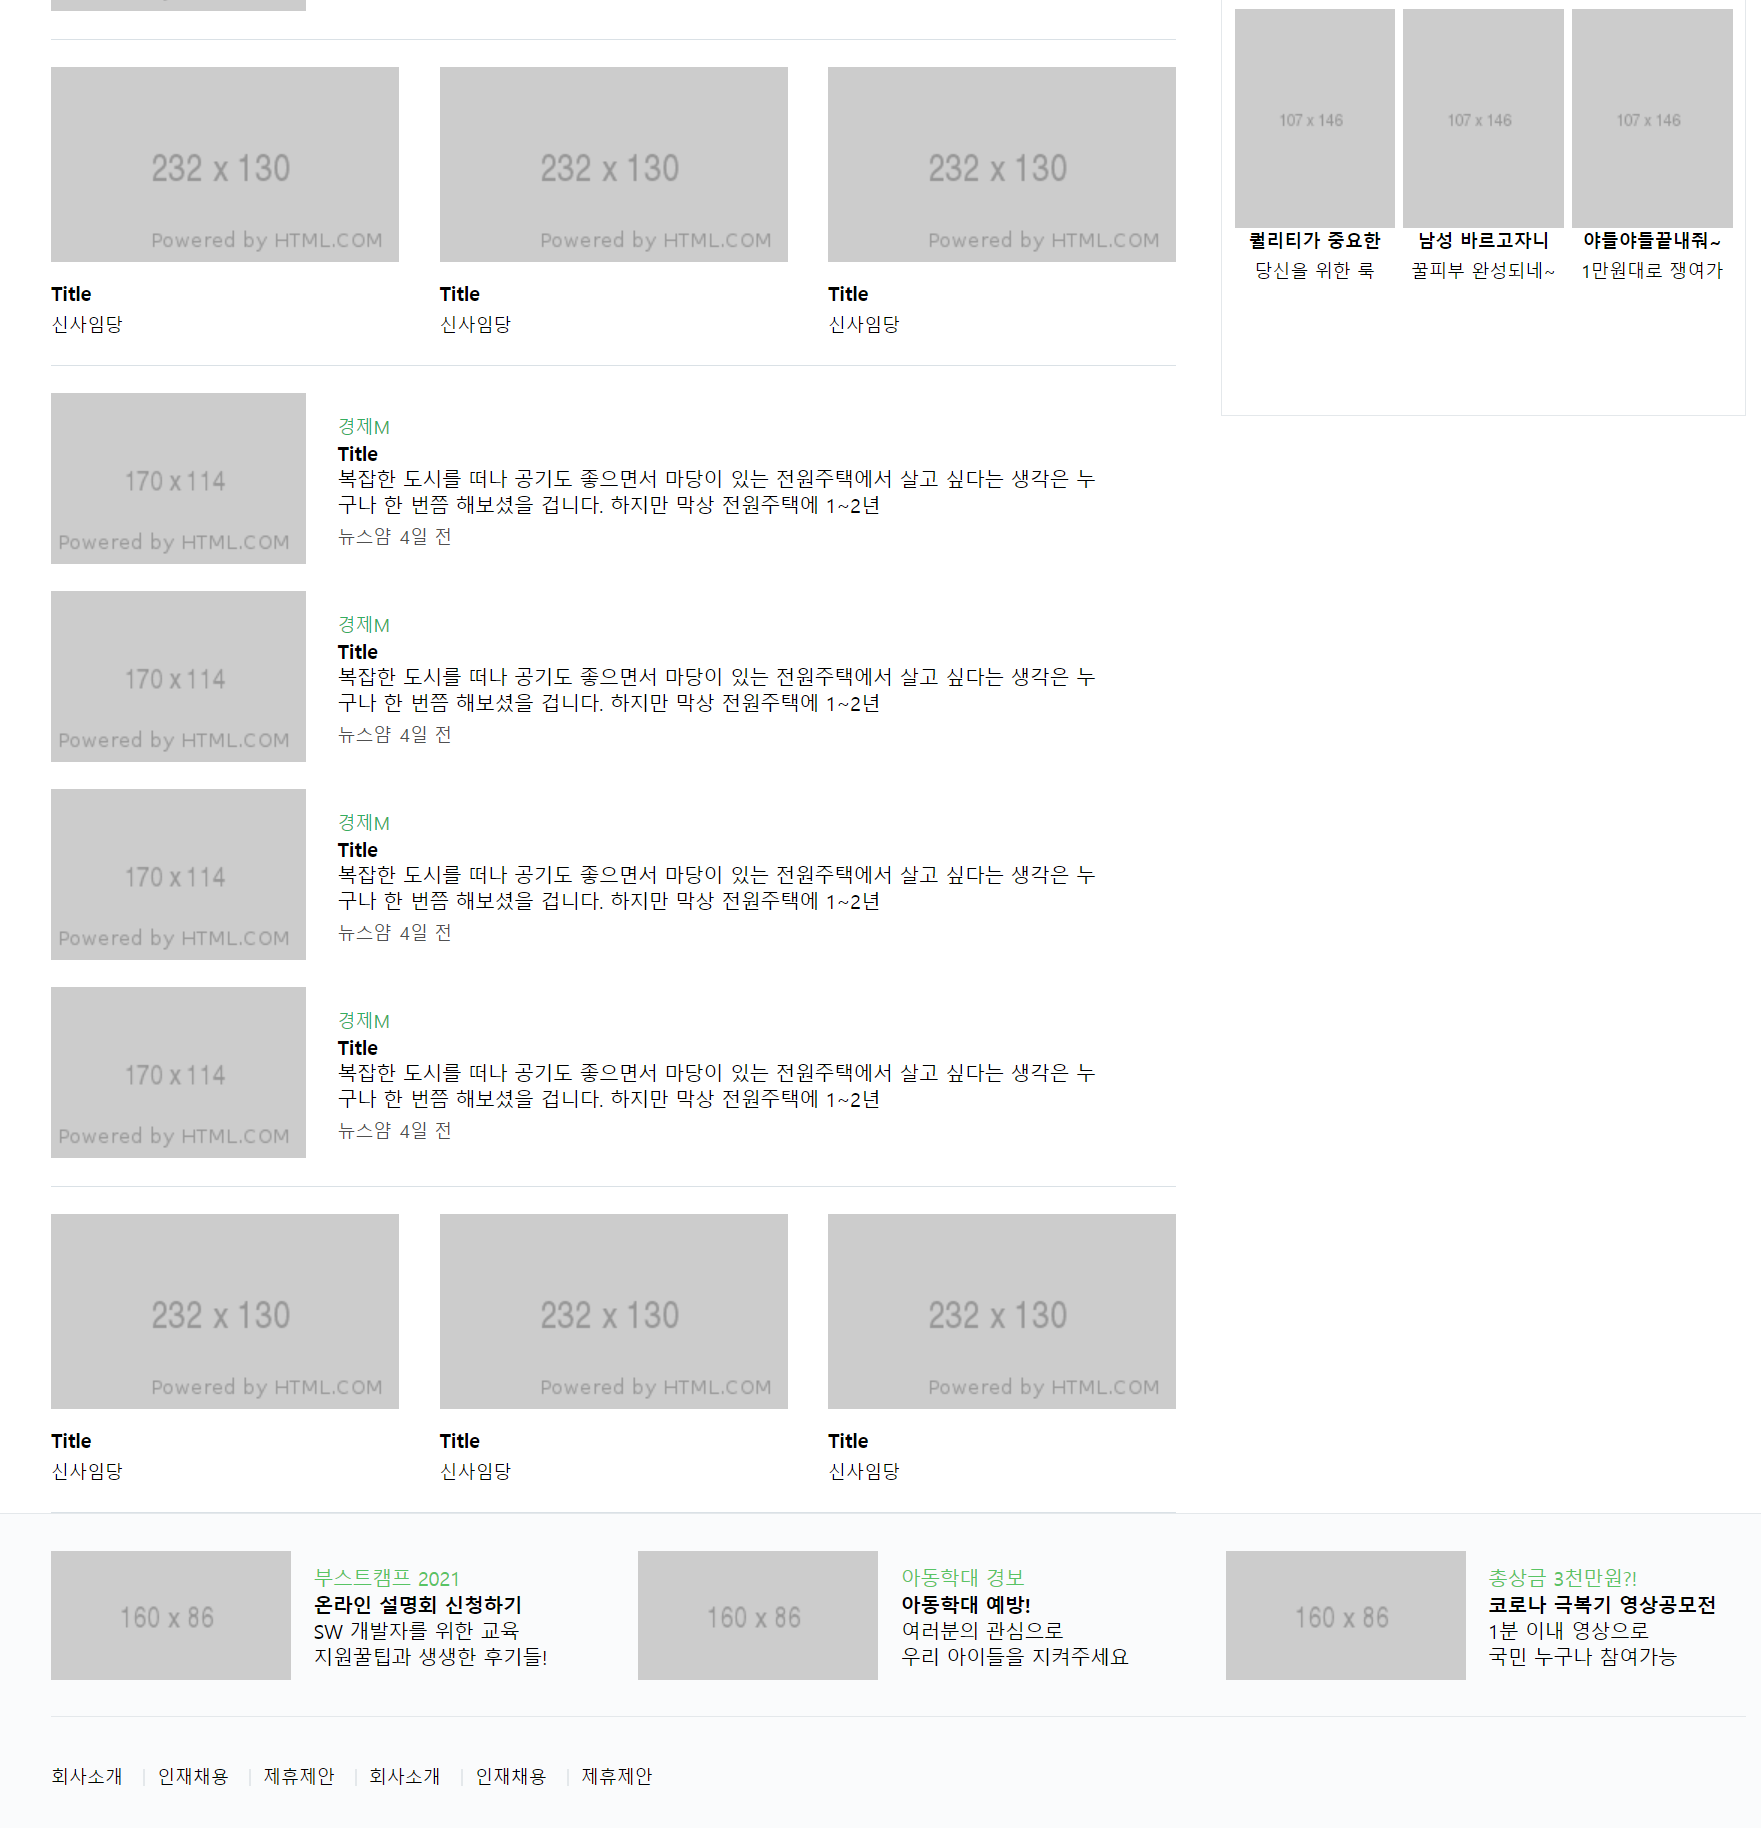 232 x 130
Powered by HTML.COM
232 x 130
Powered by HTML.COM
232 x 130
Powered by HTML.COM
Title
신사임당
Title
신사임당
Title
신사임당
107 x 146
107 x 146
107 x 146
퀄리티가 중요한
당신을 위한 룩
남성 바르고자니
꿀피부 완성되네~
야들야들끝내줘~
1만원대로 쟁여가
170 x 114
Powered by HTML.COM
경제M
Title
복잡한 도시를 떠나 공기도 좋으면서 마당이 있는 전원주택에서 살고 싶다는 생각은 누
구나 한 번쯤 해보셨을 겁니다. 하지만 막상 전원주택에 1~2년
뉴스얌 4일 전
170 x 114
Powered by HTML.COM
경제M
Title
복잡한 도시를 떠나 공기도 좋으면서 마당이 있는 전원주택에서 살고 싶다는 생각은 누
구나 한 번쯤 해보셨을 겁니다. 하지만 막상 전원주택에 1~2년
뉴스얌 4일 전
170 x 114
Powered by HTML.COM
경제M
Title
복잡한 도시를 떠나 공기도 좋으면서 마당이 있는 전원주택에서 살고 싶다는 생각은 누
구나 한 번쯤 해보셨을 겁니다. 하지만 막상 전원주택에 1~2년
뉴스얌 4일 전
170 x 114
Powered by HTML.COM
경제M
Title
복잡한 도시를 떠나 공기도 좋으면서 마당이 있는 전원주택에서 살고 싶다는 생각은 누
구나 한 번쯤 해보셨을 겁니다. 하지만 막상 전원주택에 1~2년
뉴스얌 4일 전
232 x 130
Powered by HTML.COM
232 x 130
Powered by HTML.COM
232 x 130
Powered by HTML.COM
Title
신사임당
Title
신사임당
Title
신사임당
160 x 86
부스트캠프 2021
온라인 설명회 신청하기
SW 개발자를 위한 교육
지원꿀팁과 생생한 후기들!
160 x 86
아동학대 경보
아동학대 예방!
여러분의 관심으로
우리 아이들을 지켜주세요
160 x 86
총상금 3천만원?!
코로나 극복기 영상공모전
1분 이내 영상으로
국민 누구나 참여가능
회사소개 | 인재채용 | 제휴제안 | 회사소개 | 인재채용 | 제휴제안